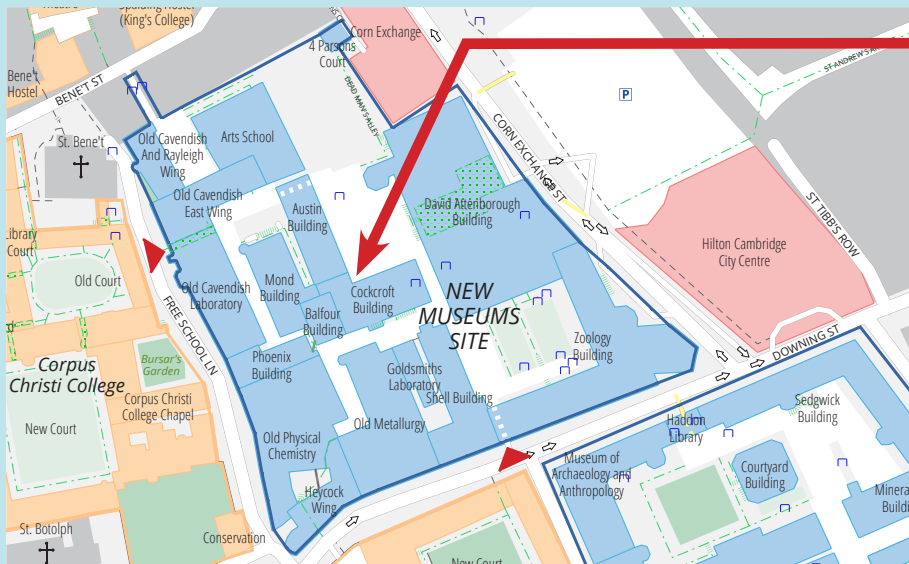 Spalding Hostel
(King's College)
Corn Exchange
4 Parsons
Court
DEAD MAN'S ALLEY
Bene't
Hostel
BENET ST
P
ST ANDREW'S
St. Bene't
Old Cavendish
And Rayleigh
Wing
Arts School
CORN EXCHANGE ST
Old Cavendish
East Wing
Austin
Building
David Attenborough
Building
ST TIBB'S ROW
Library
Court
Hilton Cambridge
City Centre
Old Court
Old Cavendish
Laboratory
Mond
Building
Cockcroft
Building
NEW
MUSEUMS
SITE
Balfour
Building
FREE SCHOOL LN
Zoology
Building
DOWNING ST
Corpus
Christi College
Bursar's
Garden
Phoenix
Building
Goldsmiths
Laboratory
Shell Building
Corpus Christi
College Chapel
Sedgwick
Building
New Court
Old Metallurgy
Haddon
Library
Old Physical
Chemistry
Museum of
Archaeology and
Anthropology
Courtyard
Building
Heycock
Wing
St. Botolph
Conservation
New Court